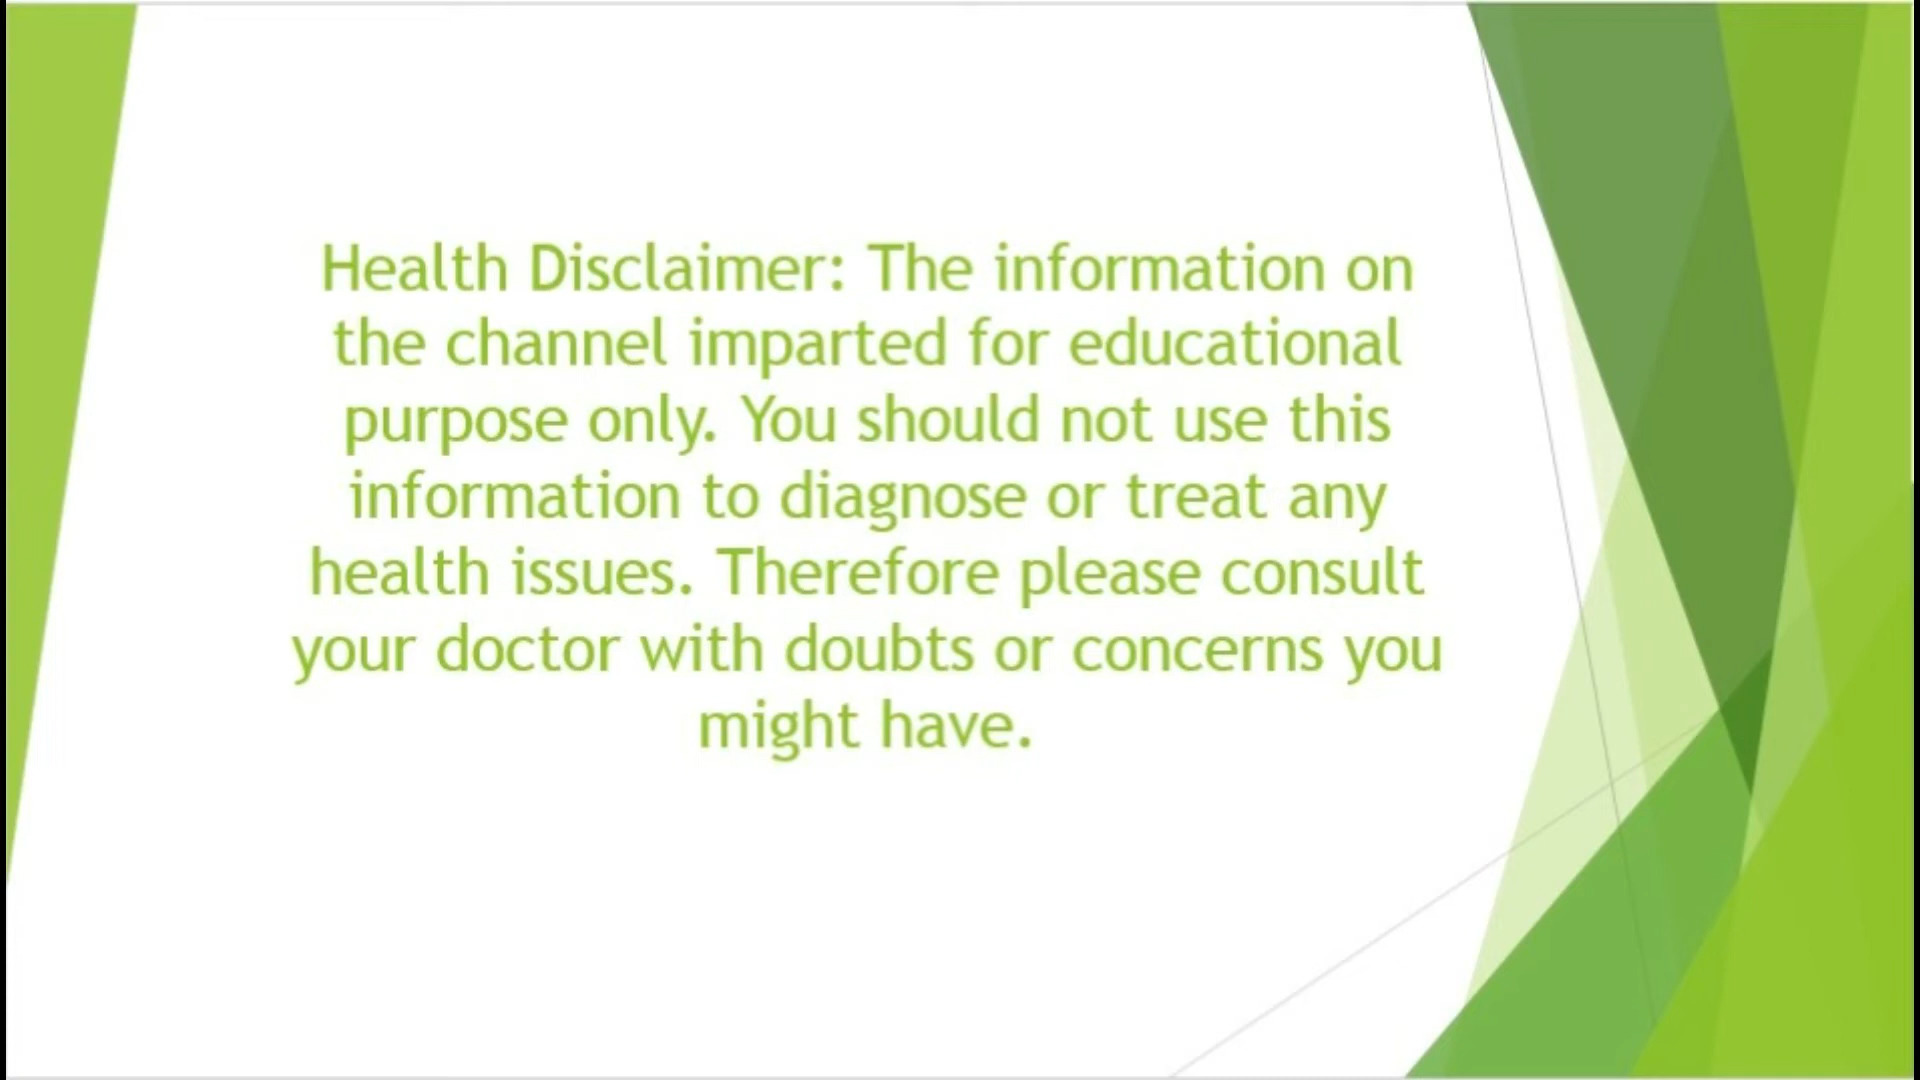 Health Disclaimer: The information on
the channel imparted for educational
purpose only. You should not use this
information to diagnose or treat any
health issues. Therefore please consult
your doctor with doubts or concerns you
might have.